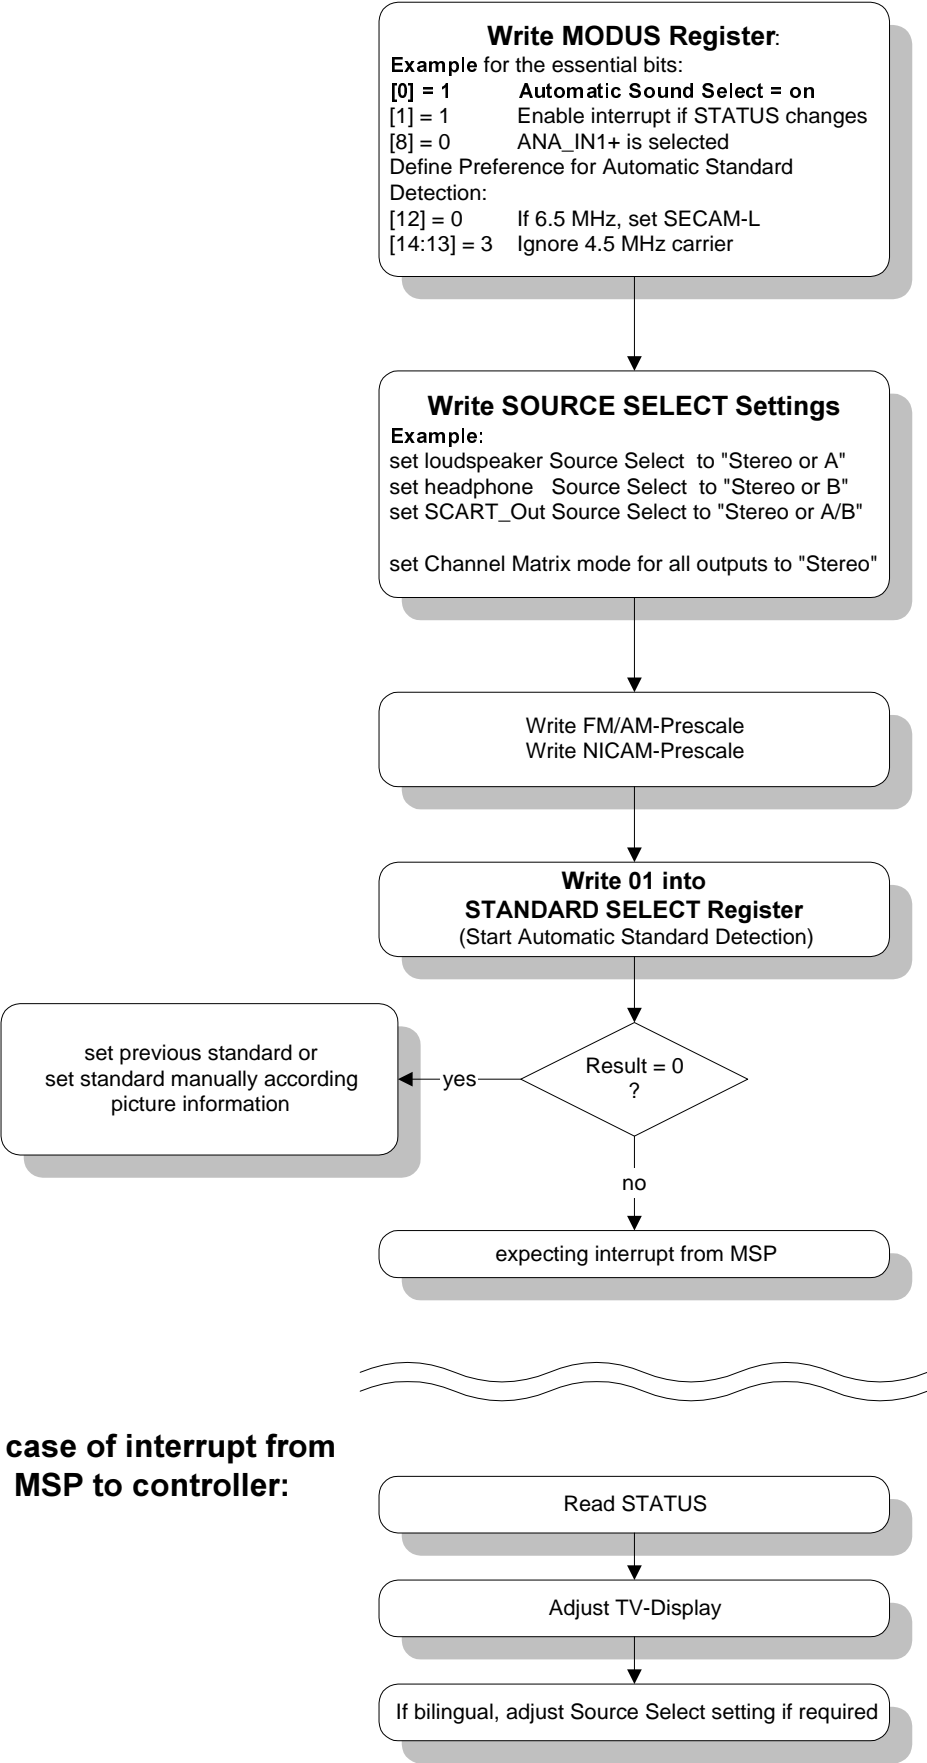 Write MODUS Register:
Example for the essential bits:
[0] = 1 Automatic Sound Select = on
[1] = 1 Enable interrupt if STATUS changes
[8] = 0 ANA_IN1+ is selected
Define Preference for Automatic Standard
Detection:
[12] = 0 If 6.5 MHz, set SECAM-L
[14:13] = 3 Ignore 4.5 MHz carrier
Write SOURCE SELECT Settings
Example:
set loudspeaker Source Select to "Stereo or A"
set headphone Source Select to "Stereo or B"
set SCART_Out Source Select to "Stereo or A/B"
set Channel Matrix mode for all outputs to "Stereo"
Write FM/AM-Prescale
Write NICAM-Prescale
Write 01 into
STANDARD SELECT Register
(Start Automatic Standard Detection)
Result = 0
?
yes
set previous standard or
set standard manually according
picture information
no
expecting interrupt from MSP
case of interrupt from
MSP to controller:
Read STATUS
Adjust TV-Display
If bilingual, adjust Source Select setting if required